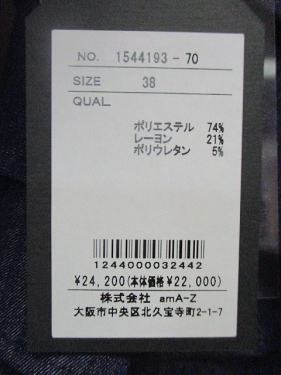 NO. 1544193-70
SIZE 38
QUAL.
ポリエステル 74%
レーヨン 21%
ポリウレタン 5%
1244000032442
¥24,200(本体価格¥22,000)
株式会社 amA-Z
大阪市中央区北久宝寺町2-1-7